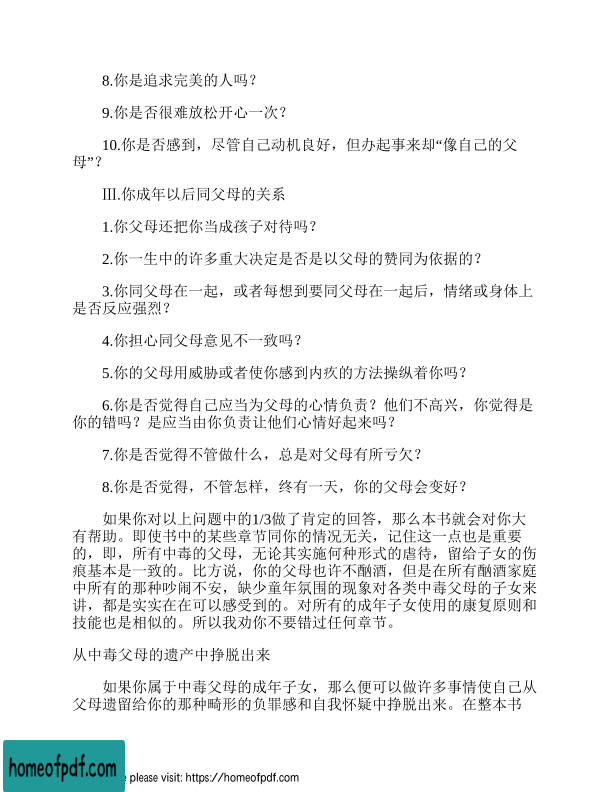 8.你是追求完美的人吗？
9.你是否很难放松开心一次？
10.你是否感到，尽管自己动机良好，但办起事来却“像自己的父
母”？
Ⅲ.你成年以后同父母的关系
1.你父母还把你当成孩子对待吗？
2.你一生中的许多重大决定是否是以父母的赞同为依据的？
3.你同父母在一起，或者每想到要同父母在一起后，情绪或身体上
是否反应强烈？
4.你担心同父母意见不一致吗？
5.你的父母用威胁或者使你感到内疚的方法操纵着你吗？
6.你是否觉得自己应当为父母的心情负责？他们不高兴，你觉得是
你的错吗？是应当由你负责让他们心情好起来吗？
7.你是否觉得不管做什么，总是对父母有所亏欠？
8.你是否觉得，不管怎样，终有一天，你的父母会变好？
如果你对以上问题中的1/3做了肯定的回答，那么本书就会对你大
有帮助。即使书中的某些章节同你的情况无关，记住这一点也是重要
的，即，所有中毒的父母，无论其实施何种形式的虐待，留给子女的伤
痕基本是一致的。比方说，你的父母也许不酗酒，但是在所有酗酒家庭
中所有的那种吵闹不安，缺少童年氛围的现象对各类中毒父母的子女来
讲，都是实实在在可以感受到的。对所有的成年子女使用的康复原则和
技能也是相似的。所以我劝你不要错过任何章节。
从中毒父母的遗产中挣脱出来
如果你属于中毒父母的成年子女，那么便可以做许多事情使自己从
父母遗留给你的那种畸形的负罪感和自我怀疑中挣脱出来。在整本书
homeofpdf.com
e please visit: https://homeofpdf.com